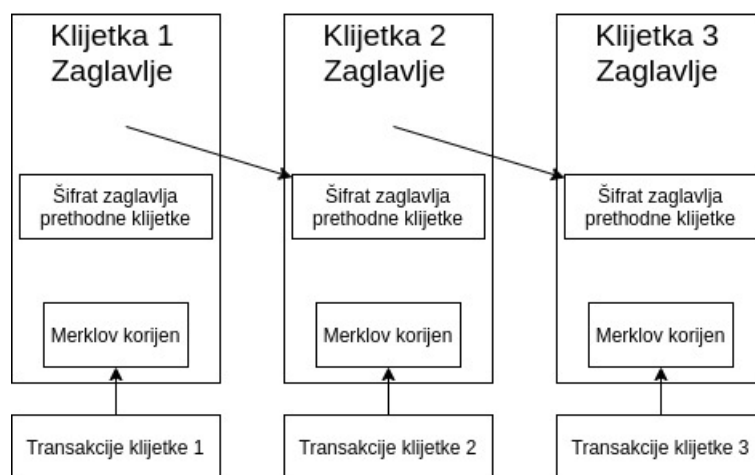 Klijetka 1
Zaglavlje
Šifrat zaglavlja
prethodne klijetke
Merklov korijen
Transakcije klijetke 1
Klijetka 2
Zaglavlje
Šifrat zaglavlja
prethodne klijetke
Merklov korijen
Transakcije klijetke 2
Klijetka 3
Zaglavlje
Šifrat zaglavlja
prethodne klijetke
Merklov korijen
Transakcije klijetke 3